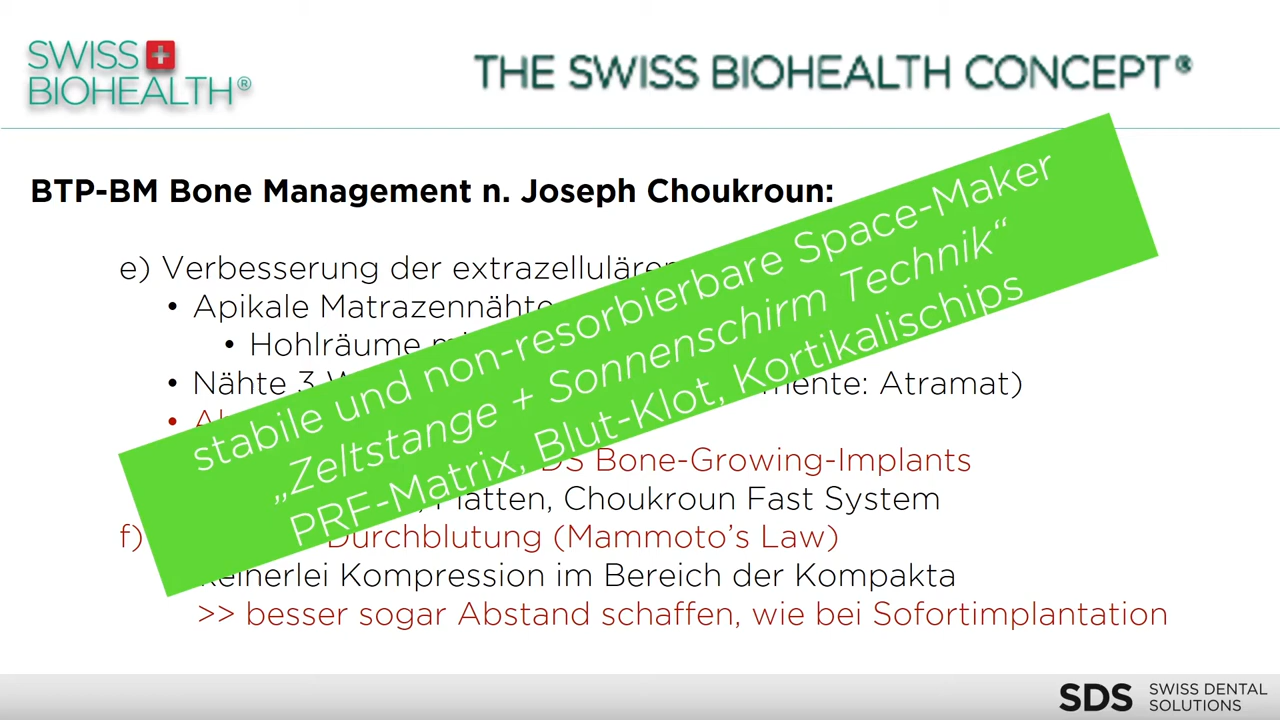 SWISS
BIOHEALTH®
THE SWISS BIOHEALTH CONCEPT®
BTP-BM Bone Management n. Joseph Choukroun:
e) Verbesserung der extrazellulären
• Apikale Matrazennähte
• Hohlräume
• Nähte 3 Atramat)
•
DS Bone-Growing-Implants
Platten, Choukroun Fast System
f) Durchblutung (Mammoto’s Law)
keinerlei Kompression im Bereich der Kompakta
>> besser sogar Abstand schaffen, wie bei Sofortimplantation
stabile und non-resorbierbare Space-Maker
„Zeltstange + Sonnenschirm Technik“
PRF-Matrix, Blut-Klot, Kortikalischips
SDS SWISS DENTAL
SOLUTIONS